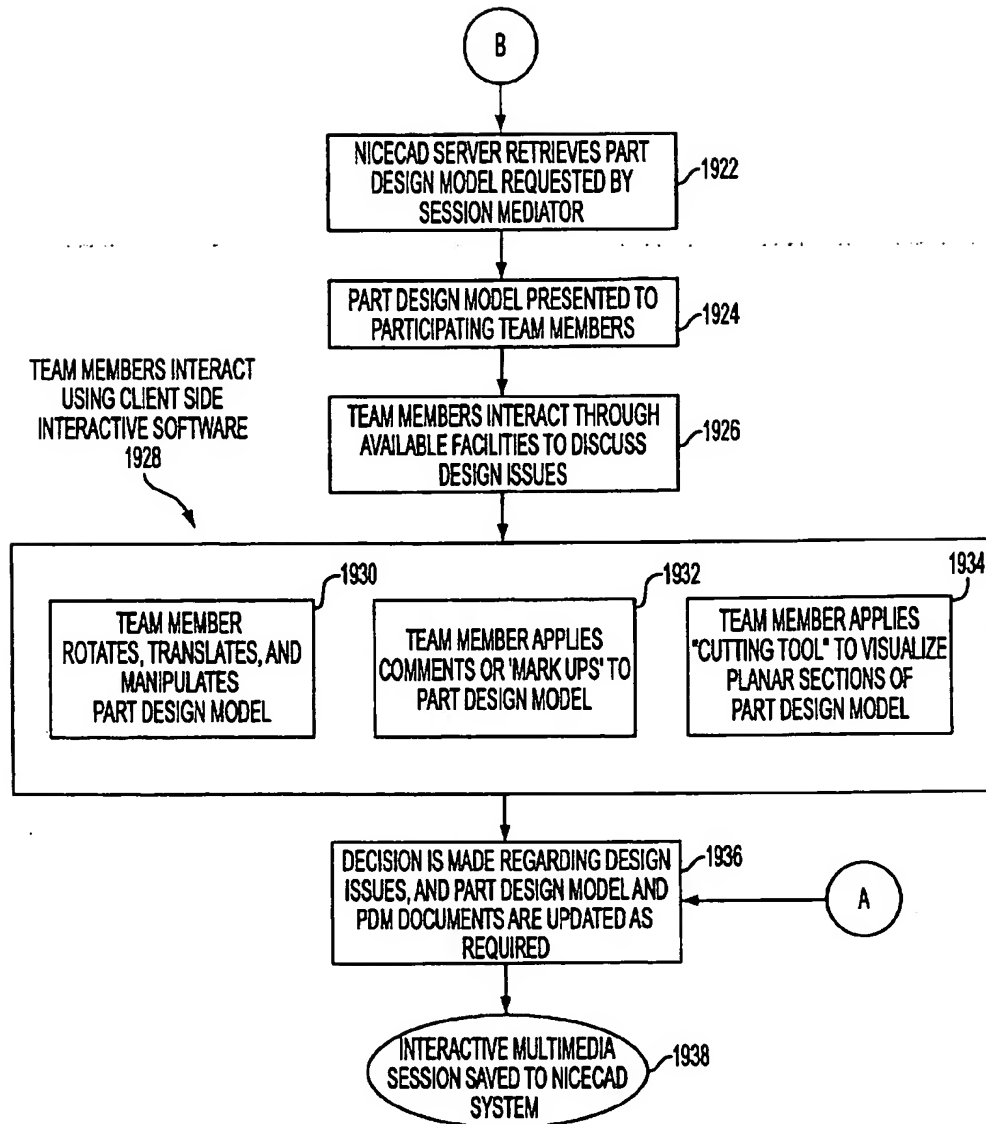 B
NICECAD SERVER RETRIEVES PART
DESIGN MODEL REQUESTED BY
SESSION MEDIATOR
1922
PART DESIGN MODEL PRESENTED TO
PARTICIPATING TEAM MEMBERS
1924
TEAM MEMBERS INTERACT
USING CLIENT SIDE
INTERACTIVE SOFTWARE
1928
TEAM MEMBERS INTERACT THROUGH
AVAILABLE FACILITIES TO DISCUSS
DESIGN ISSUES
1926
1930
TEAM MEMBER
ROTATES, TRANSLATES, AND
MANIPULATES
PART DESIGN MODEL
1932
TEAM MEMBER APPLIES
COMMENTS OR 'MARK UPS' TO
PART DESIGN MODEL
1934
TEAM MEMBER APPLIES
"CUTTING TOOL" TO VISUALIZE
PLANAR SECTIONS OF
PART DESIGN MODEL
DECISION IS MADE REGARDING DESIGN
ISSUES, AND PART DESIGN MODEL AND
PDM DOCUMENTS ARE UPDATED AS
REQUIRED
1936
A
INTERACTIVE MULTIMEDIA
SESSION SAVED TO NICECAD
SYSTEM
1938